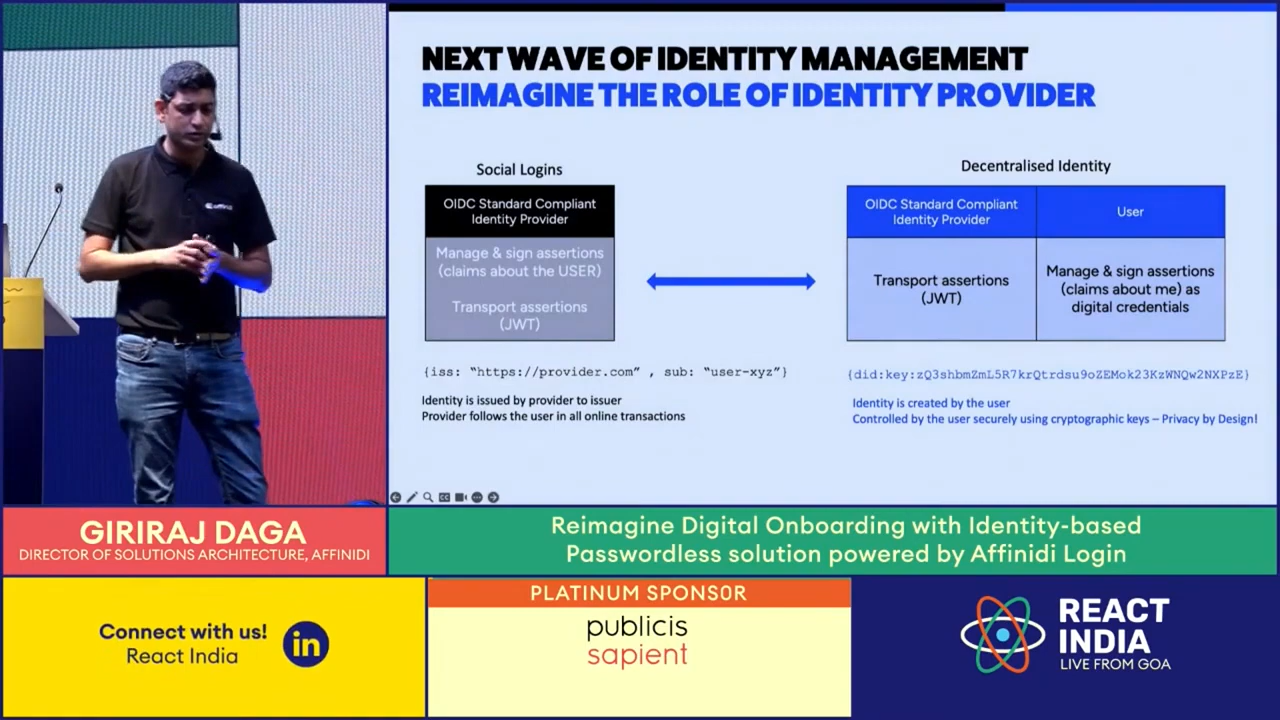 NEXT WAVE OF IDENTITY MANAGEMENT
REIMAGINE THE ROLE OF IDENTITY PROVIDER
Social Logins
OIDC Standard Compliant
Identity Provider
Manage & sign assertions
(claims about the USER)
Transport assertions
(JWT)
{iss: “https://provider.com” , sub: “user-xyz”}
Identity is issued by provider to issuer
Provider follows the user in all online transactions
Decentralised Identity
OIDC Standard Compliant
Identity Provider
User
Transport assertions
(JWT)
Manage & sign assertions
(claims about me) as
digital credentials
{did:key:zQ3shbmZmL5R7krQtrdsu9oZEMok23KzWNQw2NXPzE}
Identity is created by the user
Controlled by the user securely using cryptographic keys – Privacy by Design!
affinidi
GIRIRAJ DAGA
DIRECTOR OF SOLUTIONS ARCHITECTURE, AFFINIDI
Reimagine Digital Onboarding with Identity-based
Passwordless solution powered by Affinidi Login
Connect with us!
React India
in
PLATINUM SPONSOR
publicis
sapient
REACT
INDIA
LIVE FROM GOA